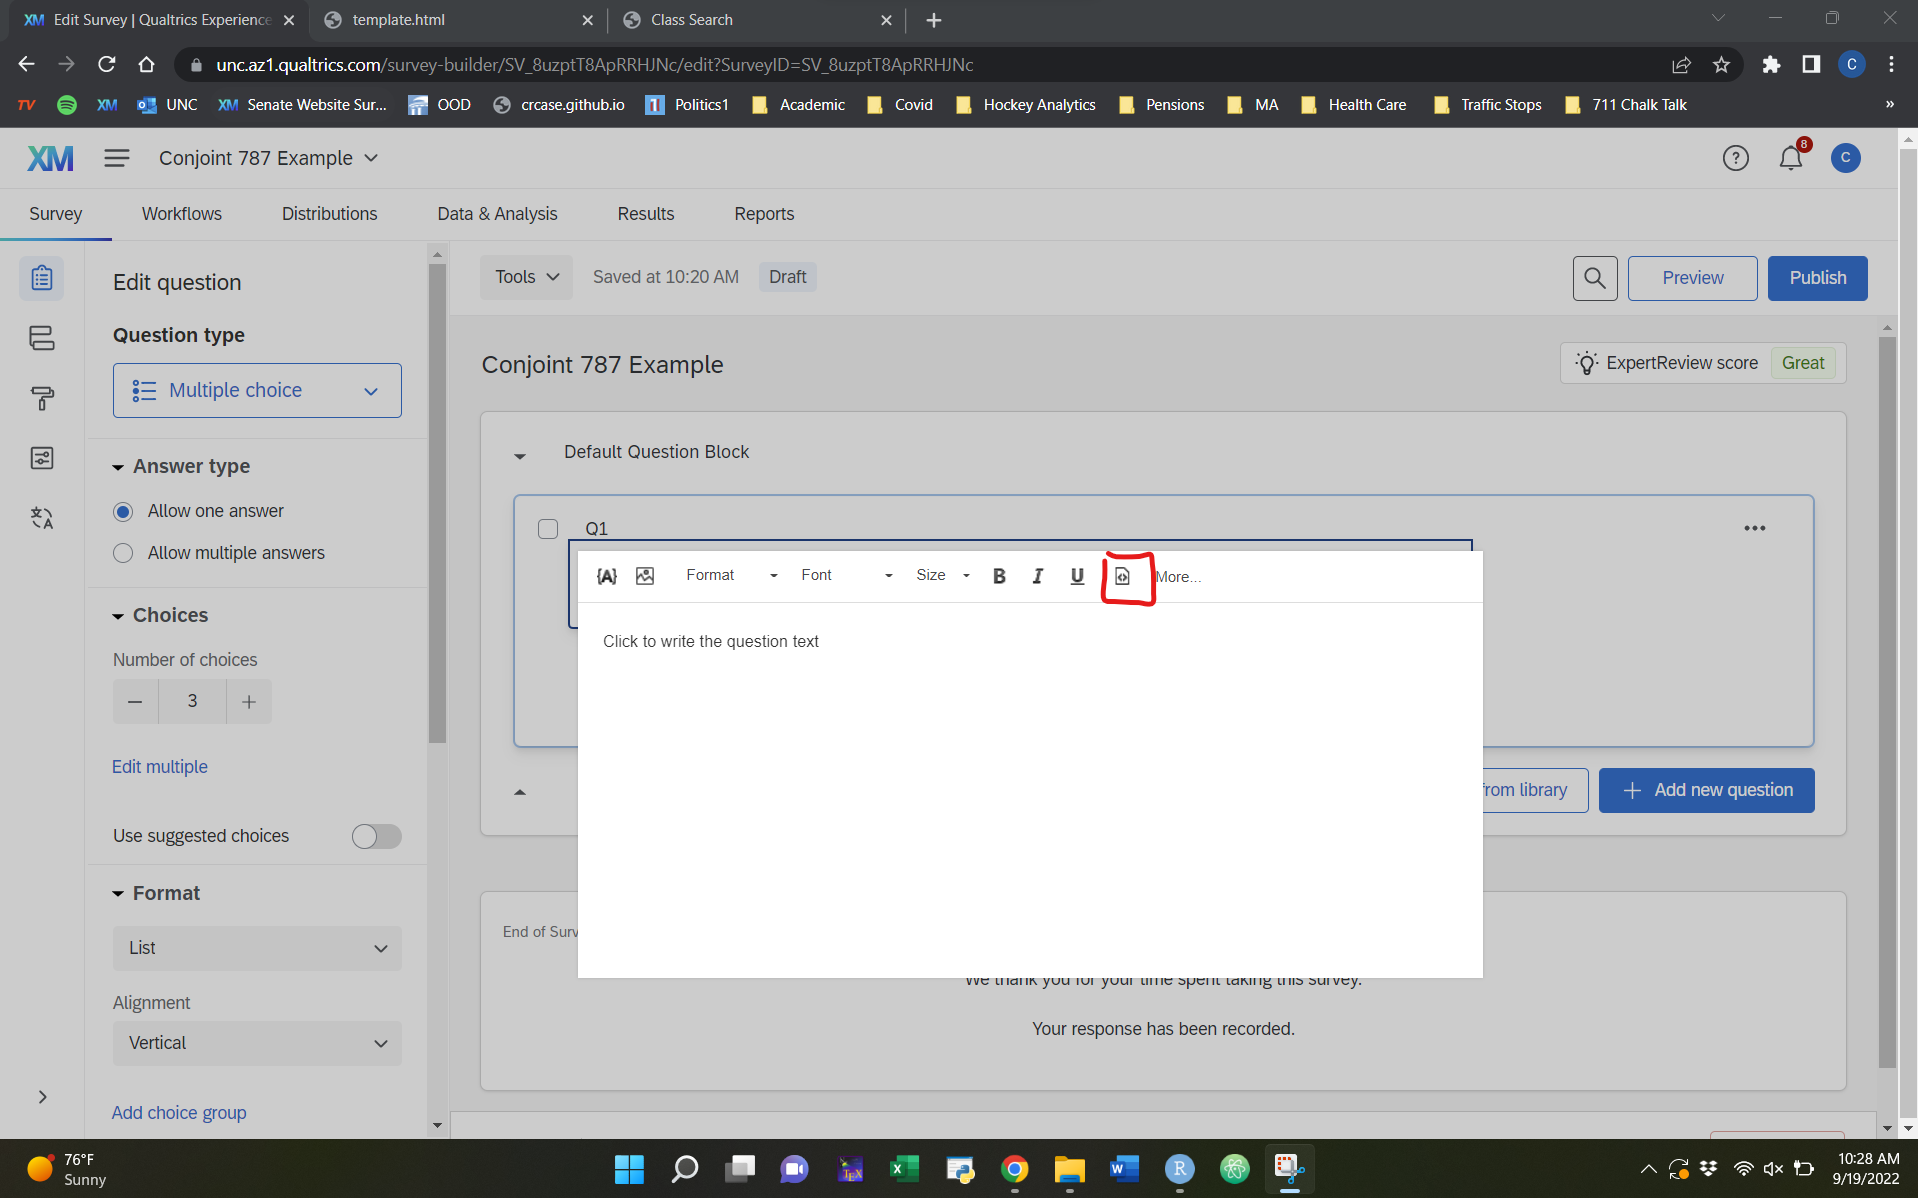 XM Edit Survey | Qualtrics Experience
template.html
Class Search
unc.az1.qualtrics.com/survey-builder/SV_8uzptT8ApRRHJNc/edit?SurveyID=SV_8uzptT8ApRRHJNc
C
TV
XM
UNC
XM Senate Website Sur...
OOD
crcase.github.io
Politics1
Academic
Covid
Hockey Analytics
Pensions
MA
Health Care
Traffic Stops
711 Chalk Talk
»
XM
Conjoint 787 Example
?
8
C
Survey
Workflows
Distributions
Data & Analysis
Results
Reports
Edit question
Question type
Multiple choice
Answer type
Allow one answer
Allow multiple answers
Choices
Number of choices
3
Edit multiple
Use suggested choices
Format
List
Alignment
Vertical
Add choice group
Tools
Saved at 10:20 AM
Draft
Preview
Publish
Conjoint 787 Example
ExpertReview score
Great
Default Question Block
Q1
{A}
Format
Font
Size
B
I
U
More...
Click to write the question text
from library
Add new question
End of Surv
We thank you for your time spent taking this survey.
Your response has been recorded.
76°F
Sunny
10:28 AM
9/19/2022